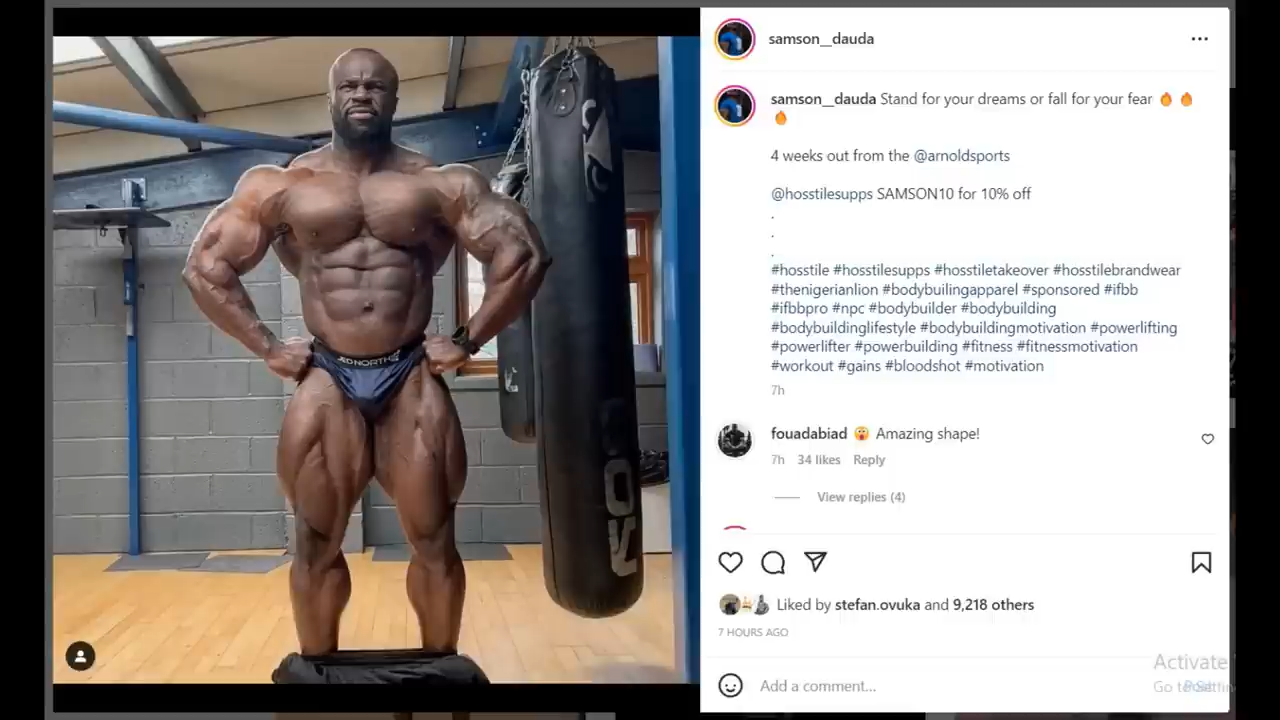 samson__dauda
samson__dauda Stand for your dreams or fall for your fear 🔥 🔥
🔥
4 weeks out from the @arnoldsports
@hosstilesupps SAMSON10 for 10% off
.
.
.
#hosstile #hosstilesupps #hosstiletakeover #hosstilebrandwear
#thenigerianlion #bodybuilingapparel #sponsored #ifbb
#ifbbpro #npc #bodybuilder #bodybuilding
#bodybuildinglifestyle #bodybuildingmotivation #powerlifting
#powerlifter #powerbuilding #fitness #fitnessmotivation
#workout #gains #bloodshot #motivation
7h
fouadabiad 😲 Amazing shape!
7h 34 likes Reply
View replies (4)
Liked by stefan.ovuka and 9,218 others
7 HOURS AGO
Add a comment...
Activate